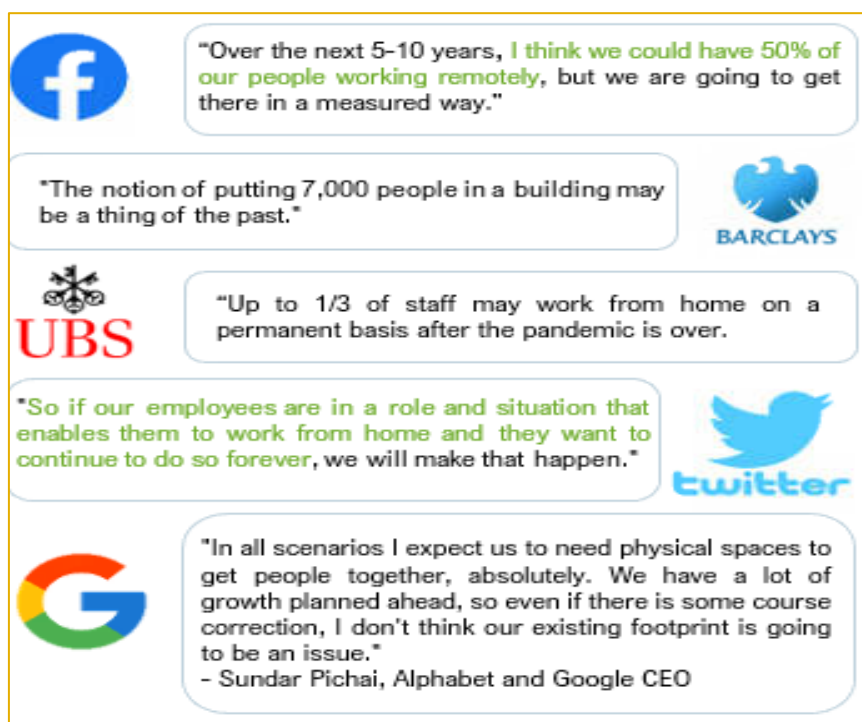 "Over the next 5-10 years, I think we could have 50% of
our people working remotely, but we are going to get
there in a measured way."
"The notion of putting 7,000 people in a building may
be a thing of the past."
BARCLAYS
UBS
"Up to 1/3 of staff may work from home on a
permanent basis after the pandemic is over.
"So if our employees are in a role and situation that
enables them to work from home and they want to
continue to do so forever, we will make that happen."
twitter
"In all scenarios I expect us to need physical spaces to
get people together, absolutely. We have a lot of
growth planned ahead, so even if there is some course
correction, I don't think our existing footprint is going
to be an issue."
- Sundar Pichai, Alphabet and Google CEO